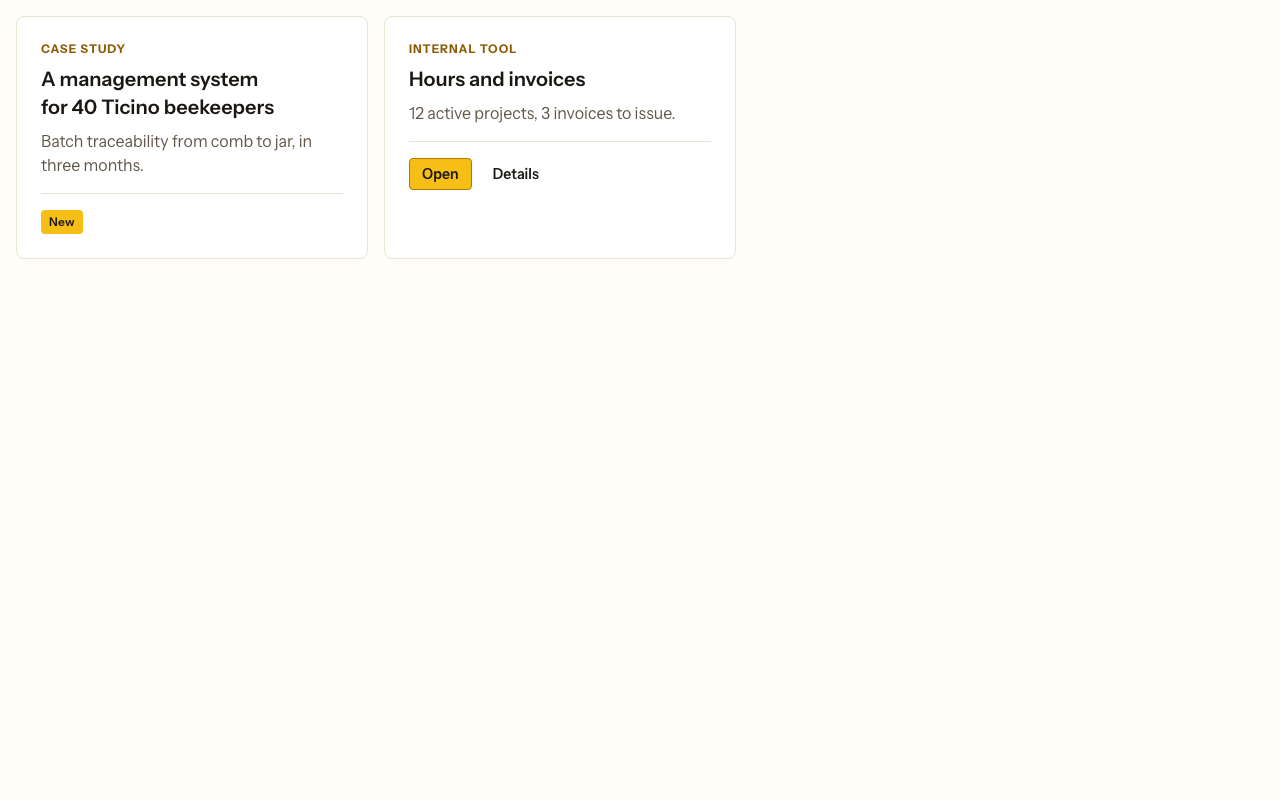 CASE STUDY
A management system
for 40 Ticino beekeepers
Batch traceability from comb to jar, in
three months.
New
INTERNAL TOOL
Hours and invoices
12 active projects, 3 invoices to issue.
Open
Details